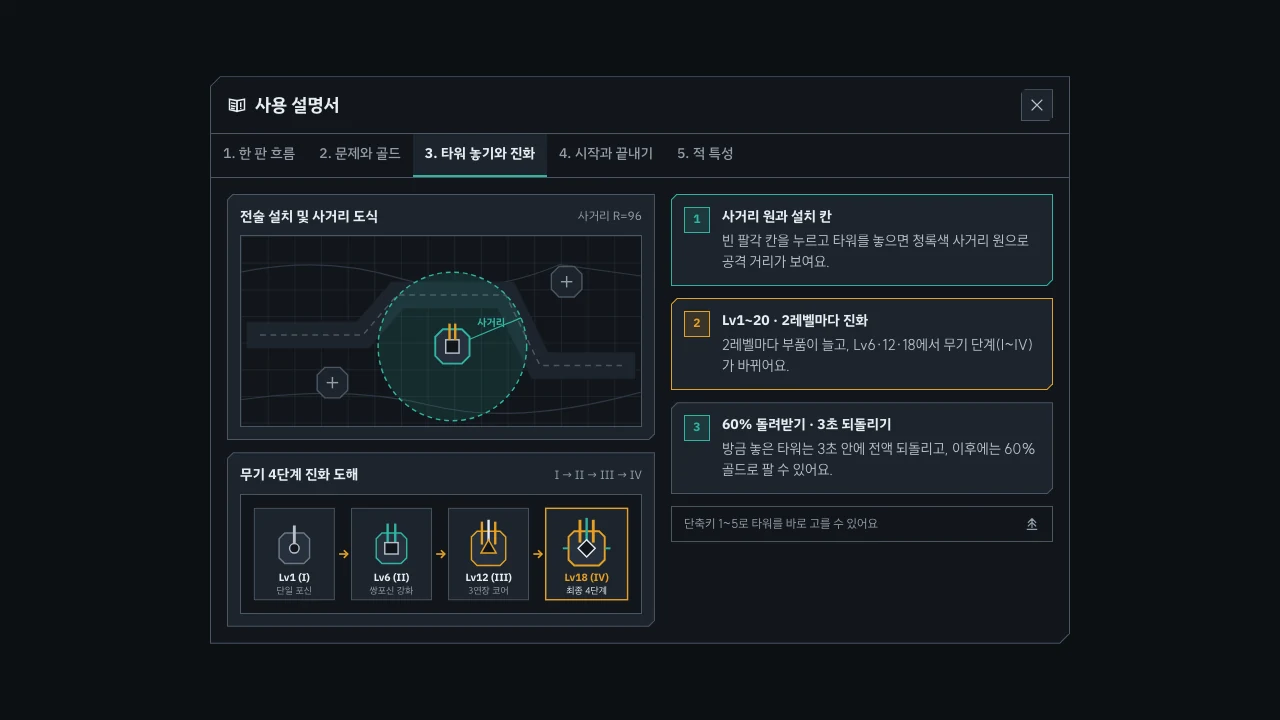 사용 설명서
1. 한 판 흐름
2. 문제와 골드
3. 타워 놓기와 진화
4. 시작과 끝내기
5. 적 특성
전술 설치 및 사거리 도식
사거리 R=96
사거리
무기 4단계 진화 도해
I → II → III → IV
Lv1 (I)
단일 포신
Lv6 (II)
쌍포신 강화
Lv12 (III)
3연장 코어
Lv18 (IV)
최종 4단계
1
사거리 원과 설치 칸
빈 팔각 칸을 누르고 타워를 놓으면 청록색 사거리 원으로
공격 거리가 보여요.
2
Lv1~20 · 2레벨마다 진화
2레벨마다 부품이 늘고, Lv6·12·18에서 무기 단계(I~IV)
가 바뀌어요.
3
60% 돌려받기 · 3초 되돌리기
방금 놓은 타워는 3초 안에 전액 되돌리고, 이후에는 60%
골드로 팔 수 있어요.
단축키 1~5로 타워를 바로 고를 수 있어요